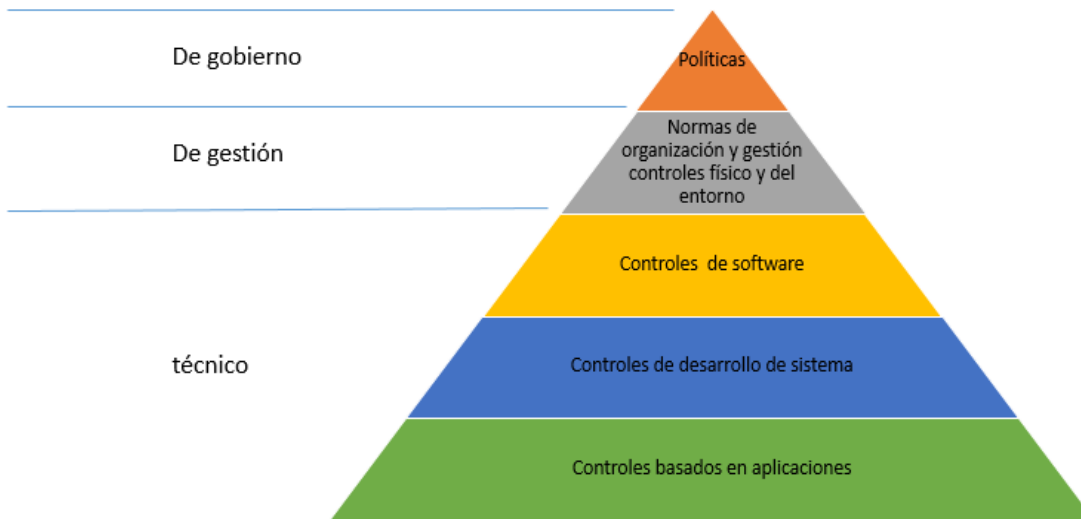 De gobierno
Políticas
De gestión
Normas de
organización y gestión
controles físico y del
entorno
Controles  de software
técnico
Controles de desarrollo de sistema
Controles basados en aplicaciones